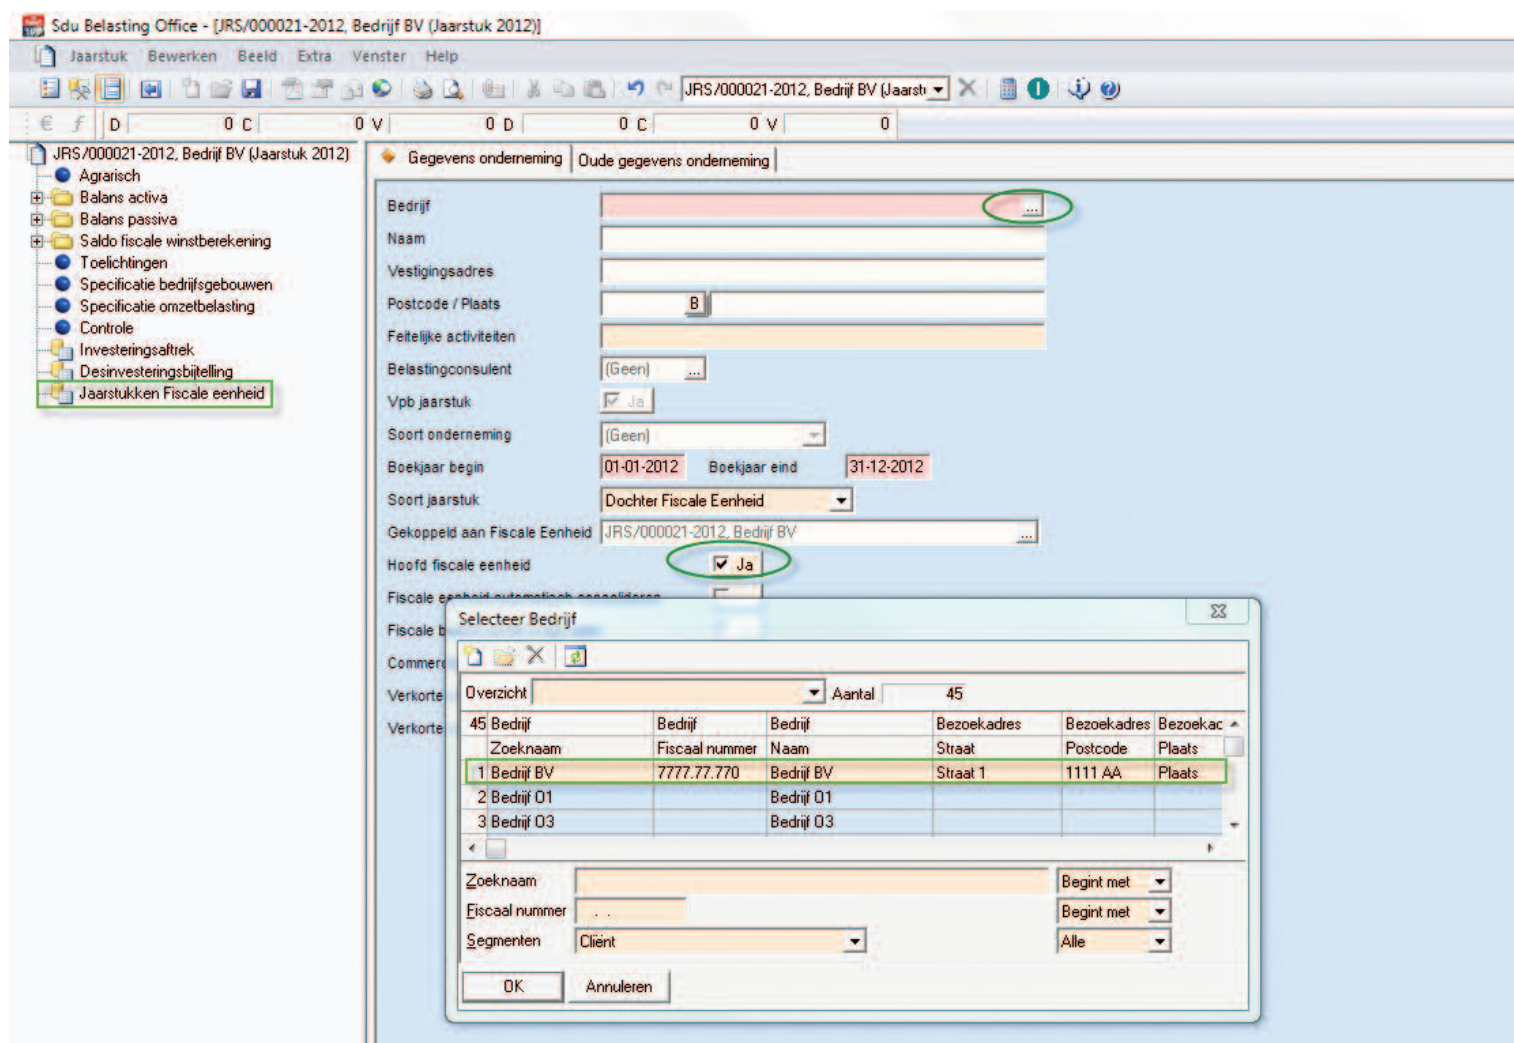 Sdu Belasting Office - [JRS/000021-2012, Bedrijf BV (Jaarstuk 2012)]
Jaarstuk Bewerken Beeld Extra Venster Help
JRS/000021-2012, Bedrijf BV (Jaarst
€ ƒ D 0 C 0 V 0 D 0 C 0 V 0
JRS/000021-2012, Bedrijf BV (Jaarstuk 2012)
Agrarisch
Balans activa
Balans passiva
Saldo fiscale winstberekening
Toelichtingen
Specificatie bedrijfsgebouwen
Specificatie omzetbelasting
Controle
Investeringsaftrek
Desinvesteringsbijtelling
Jaarstukken Fiscale eenheid
Gegevens onderneming Oude gegevens onderneming
Bedrijf ...
Naam
Vestigingsadres
Postcode / Plaats B
Feitelijke activiteiten
Belastingconsulent (Geen) ...
Vpb jaarstuk Ja
Soort onderneming (Geen)
Boekjaar begin 01-01-2012 Boekjaar eind 31-12-2012
Soort jaarstuk Dochter Fiscale Eenheid
Gekoppeld aan Fiscale Eenheid JRS/000021-2012, Bedrijf BV ...
Hoofd fiscale eenheid Ja
Fiscale eenheid automatisch consolideren
Fiscale b
Commerc
Verkorte
Verkorte
Selecteer Bedrijf
Overzicht Aantal 45
45 Bedrijf Bedrijf Bedrijf Bezoekadres Bezoekadres Bezoekac
Zoeknaam Fiscaal nummer Naam Straat Postcode Plaats
1 Bedrijf BV 7777.77.770 Bedrijf BV Straat 1 1111 AA Plaats
2 Bedrijf 01 Bedrijf 01
3 Bedrijf 03 Bedrijf 03
Zoeknaam Begint met
Fiscaal nummer . . Begint met
Segmenten Cliënt Alle
OK Annuleren